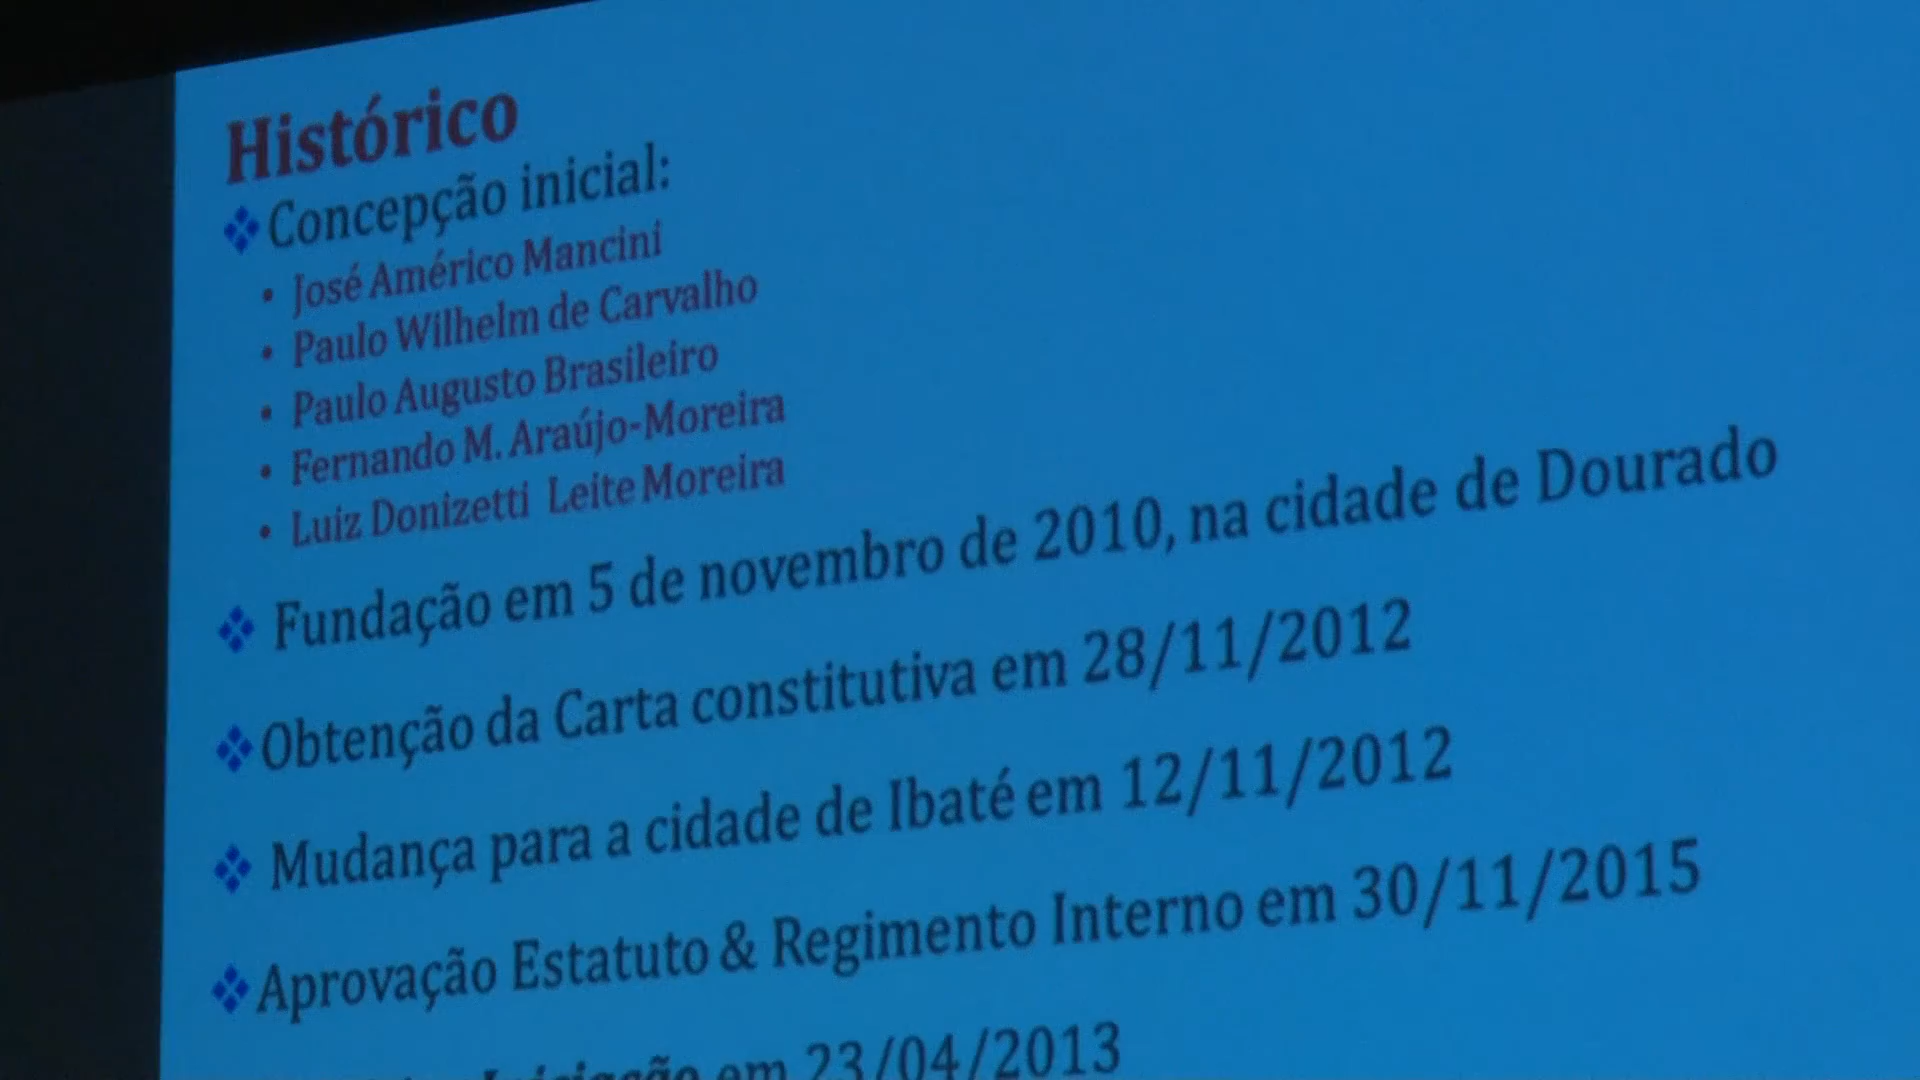 Histórico
Concepção inicial:
• José Américo Mancini
• Paulo Wilhelm de Carvalho
• Paulo Augusto Brasileiro
• Fernando M. Araújo-Moreira
• Luiz Donizetti Leite Moreira
Fundação em 5 de novembro de 2010, na cidade de Dourado
Obtenção da Carta constitutiva em 28/11/2012
Mudança para a cidade de Ibaté em 12/11/2012
Aprovação Estatuto & Regimento Interno em 30/11/2015
Iniciação em 23/04/2013